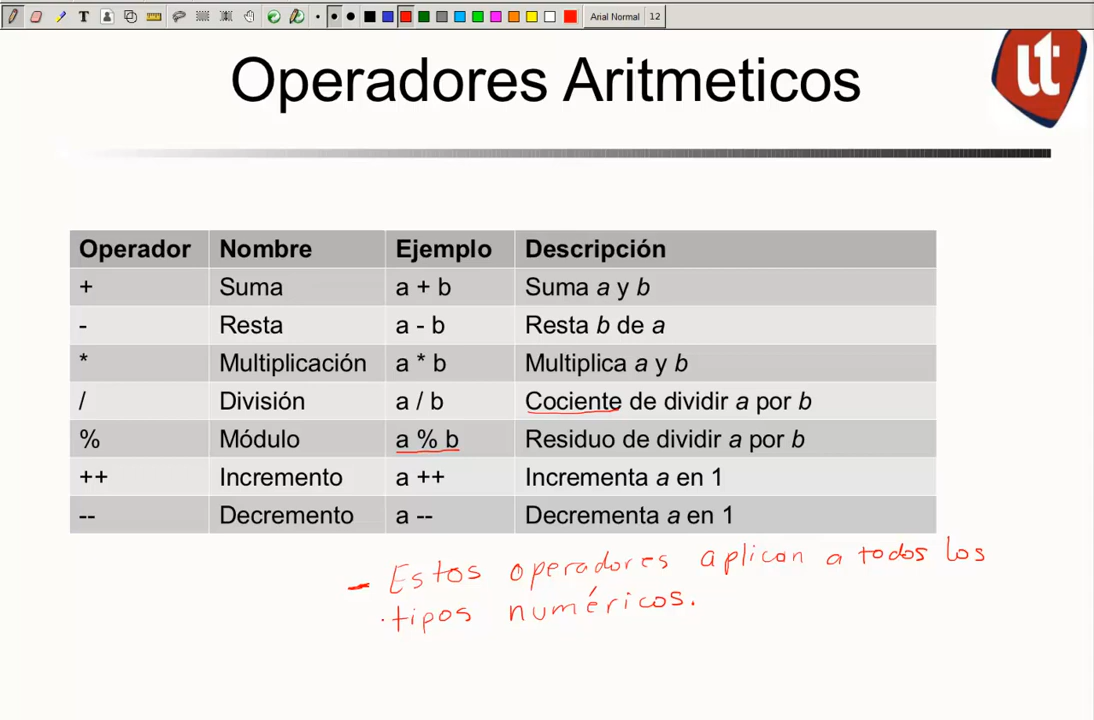 Arial Normal 12
Operadores Aritmeticos
ut
Operador Nombre Ejemplo Descripción
+ Suma a + b Suma a y b
- Resta a - b Resta b de a
* Multiplicación a * b Multiplica a y b
/ División a / b Cociente de dividir a por b
% Módulo a % b Residuo de dividir a por b
++ Incremento a ++ Incrementa a en 1
-- Decremento a -- Decrementa a en 1
- Estos operadores aplican a todos los
tipos numéricos.